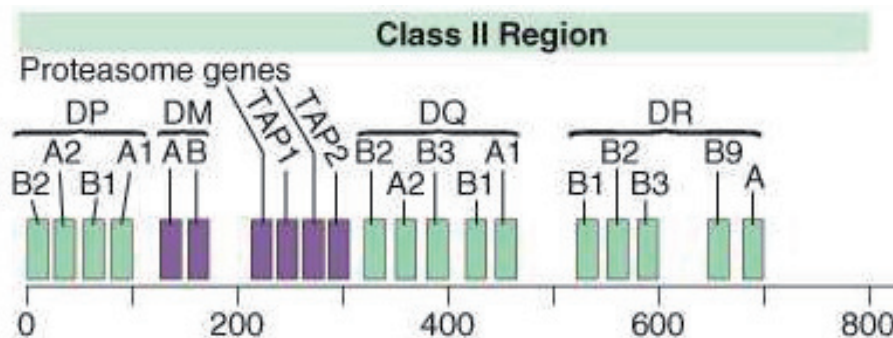 Class II Region
Proteasome genes
DP DM TAP1 TAP2 DQ DR
A2 A1 A B B2 B3 A1 B2 B9
B2 B1 A2 B1 B1 B3 A
0 200 400 600 800